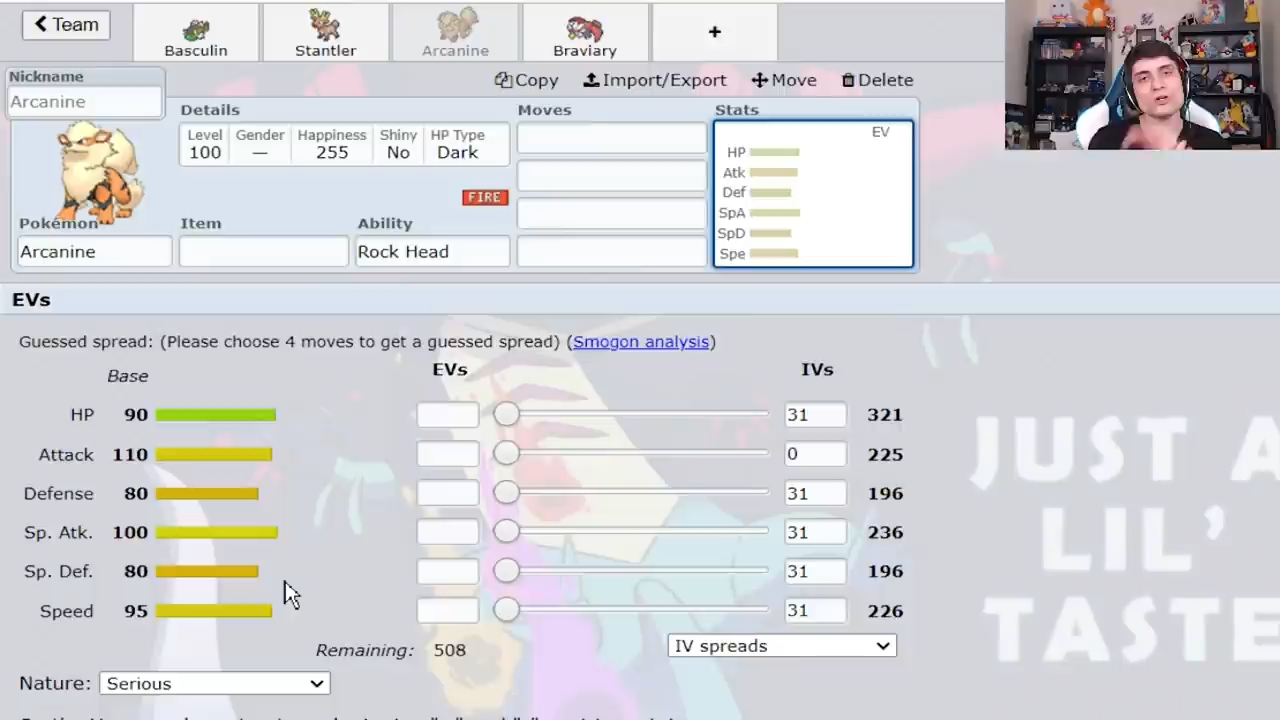 Team
Basculin
Stantler
Arcanine
Braviary
+
Nickname
Arcanine
Copy
Import/Export
Move
Delete
Details
Moves
Stats
Level
Gender
Happiness
Shiny
HP Type
100
—
255
No
Dark
EV
HP
Atk
Def
SpA
SpD
Spe
FIRE
Pokémon
Item
Ability
Arcanine
Rock Head
EVs
Guessed spread: (Please choose 4 moves to get a guessed spread) (Smogon analysis)
Base
EVs
IVs
HP 90 31 321
Attack 110 0 225
Defense 80 31 196
Sp. Atk. 100 31 236
Sp. Def. 80 31 196
Speed 95 31 226
Remaining: 508
IV spreads
Nature: Serious
JUST A
LIL'
TASTE